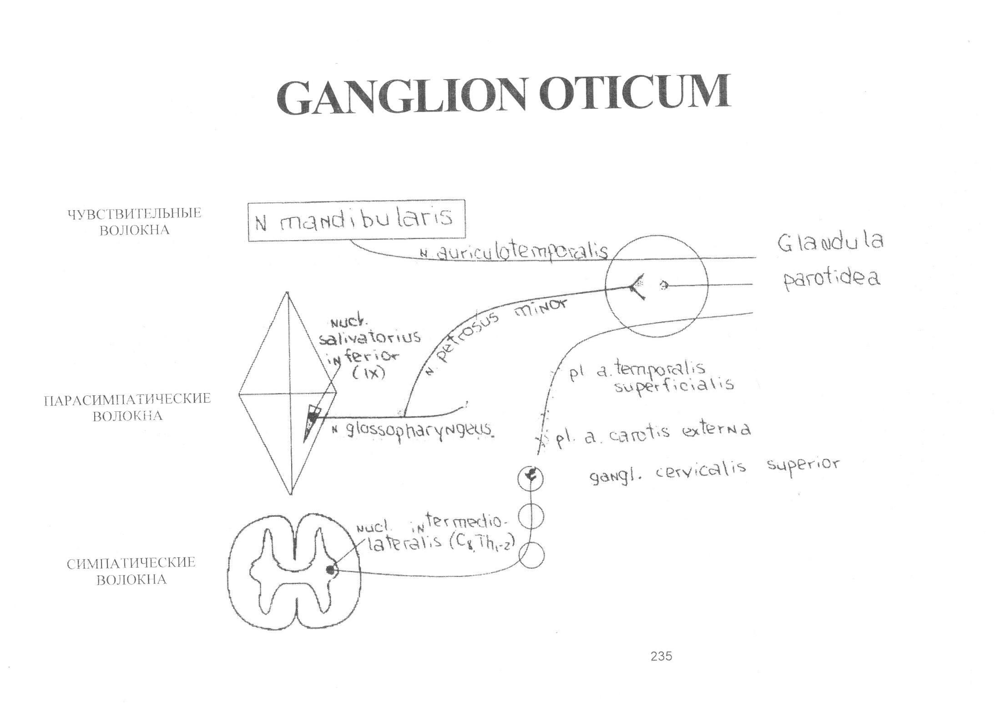 GANGLION OTICUM
ЧУВСТВИТЕЛЬНЫЕ
ВОЛОКНА
N mandibularis
N. auriculotemporalis
Glandula
parotidea
Nucl.
salivatorius
inferior
(IX)
N. petrosus minor
ПАРАСИМПАТИЧЕСКИЕ
ВОЛОКНА
N glossopharyngeus.
pl a. temporalis
superficialis
pl. a. carotis externa
gangl. cervicalis superior
СИМПАТИЧЕСКИЕ
ВОЛОКНА
Nucl. intermedio-
lateralis (C8, Th1-2)
235